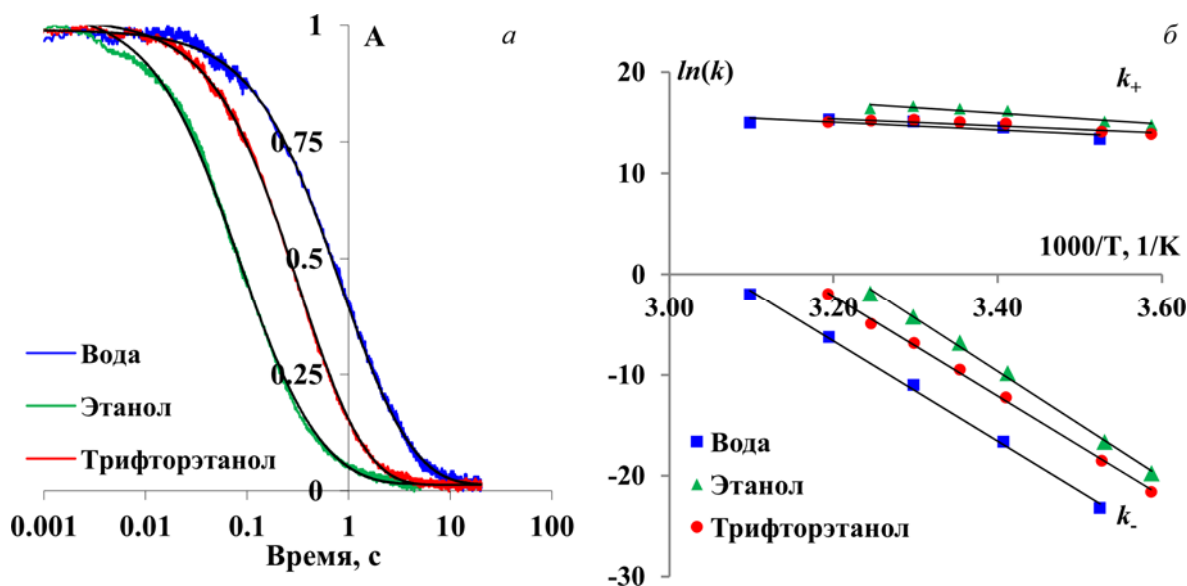 1 A а
0.75
0.5
0.25
0
Вода
Этанол
Трифторэтанол
0.001 0.01 0.1 1 10 100
Время, с
б
ln(k)
k+
20
10
0
-10
-20
-30
1000/T, 1/K
3.00 3.20 3.40 3.60
Вода
Этанол
Трифторэтанол
k-